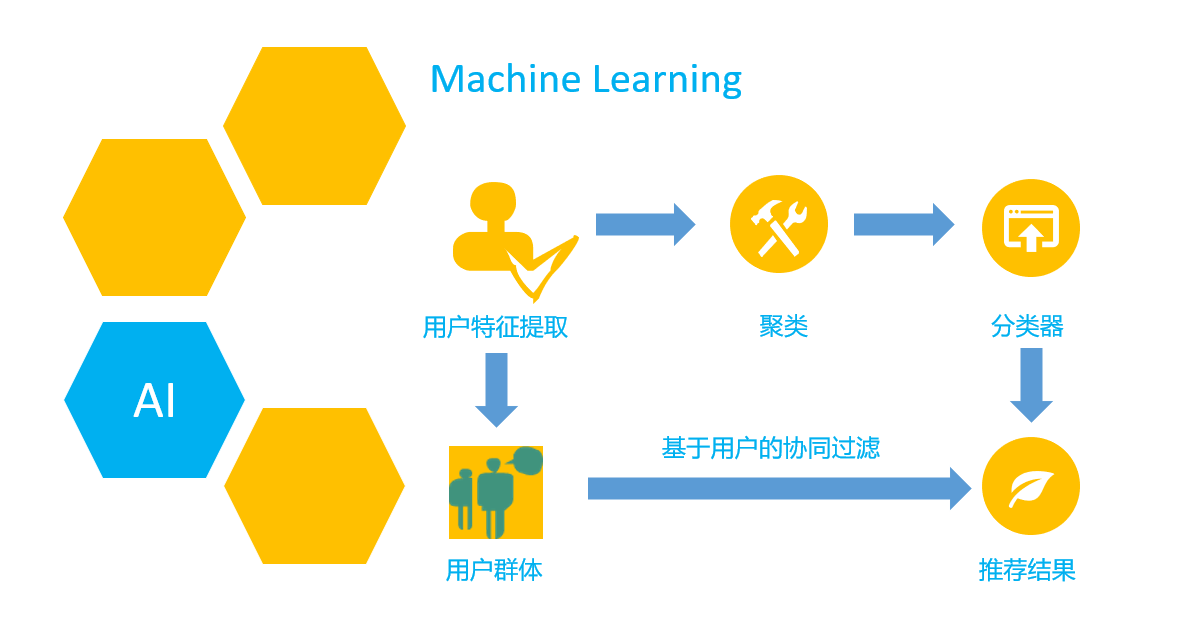 Machine Learning
用户特征提取
聚类
分类器
AI
基于用户的协同过滤
用户群体
推荐结果